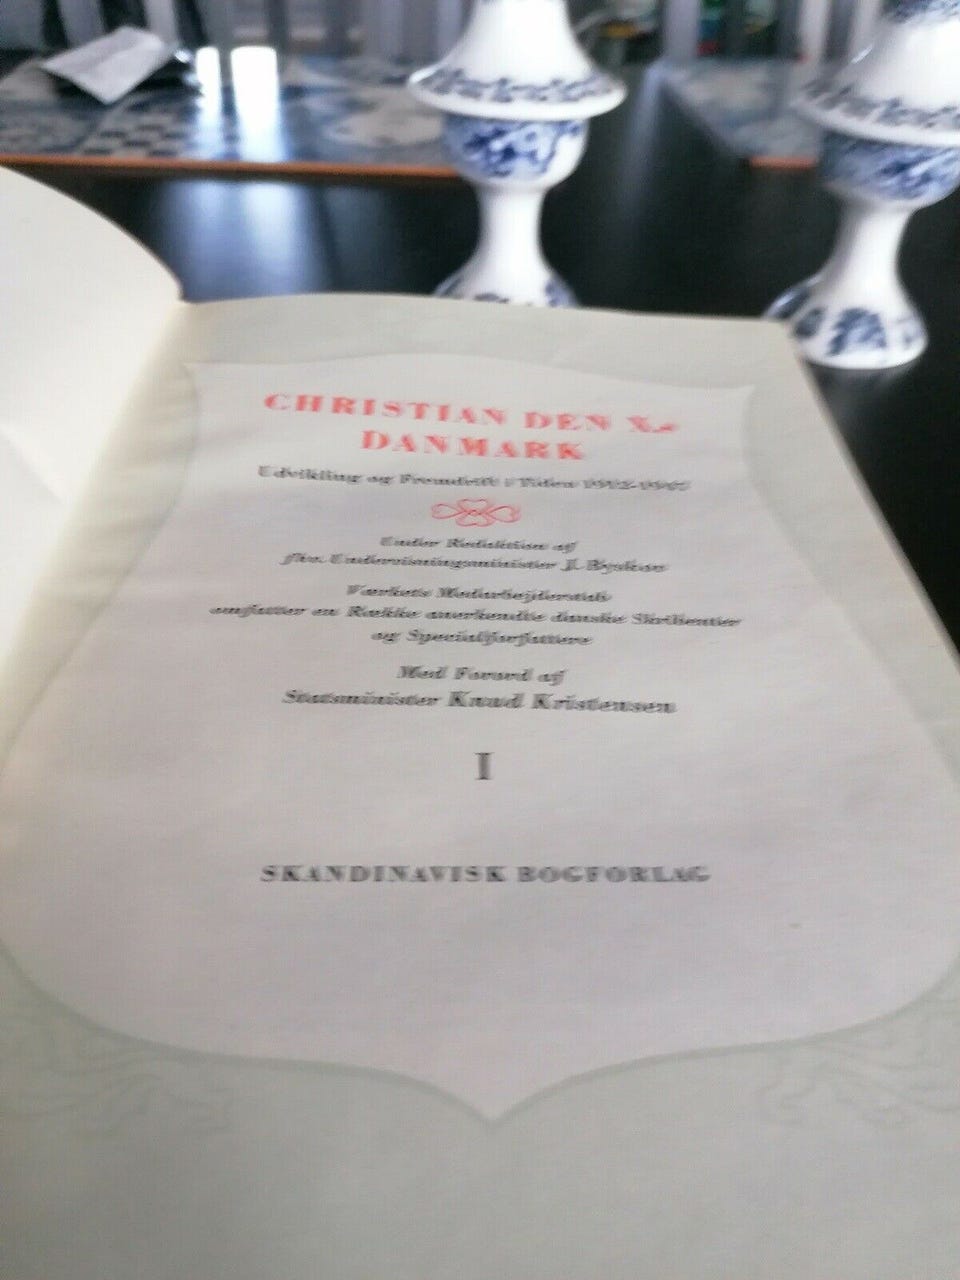 CHRISTIAN DEN X.s
DANMARK
Udvikling og Fremdrift i Tiden 1912-1947
Under Redaktion af
fhv. Undervisningsminister J. Byskov
Værkets Medarbejderstab
omfatter en Række anerkendte danske Skribenter
og Specialforfattere
Med Forord af
Statsminister Knud Kristensen
I
SKANDINAVISK BOGFORLAG